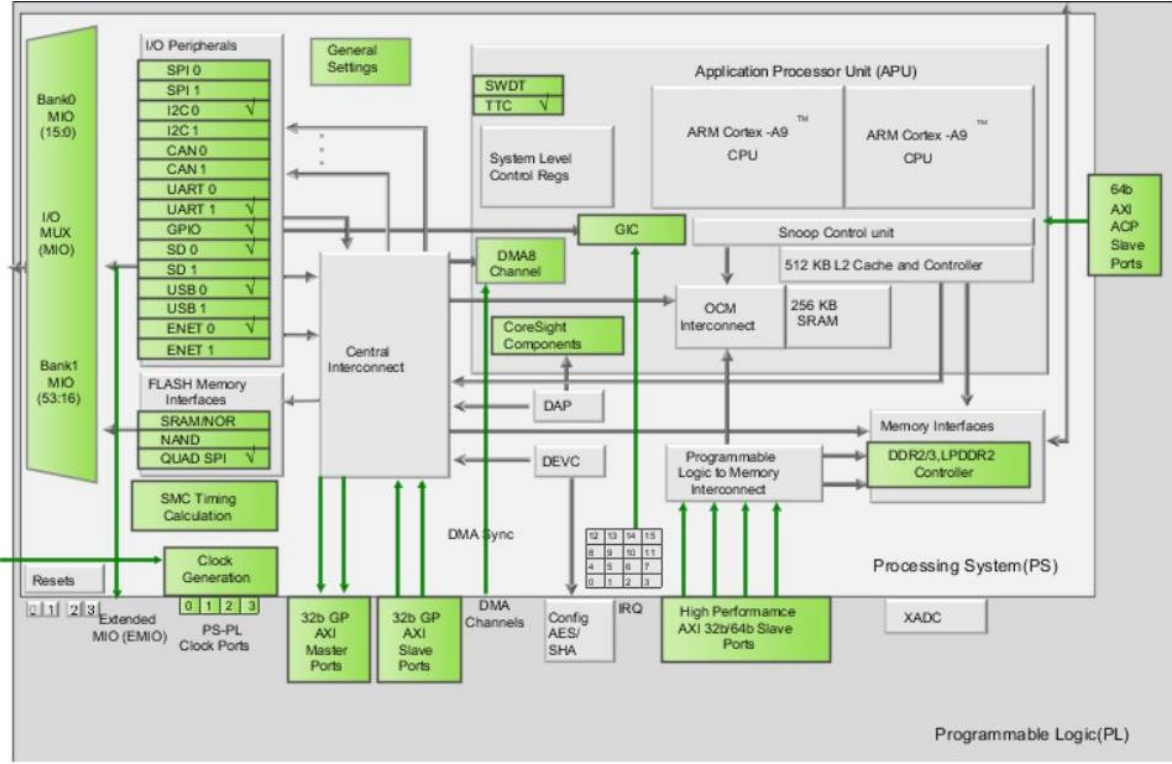 I/O Peripherals
SPI 0
SPI 1
I2C 0 √
I2C 1
CAN 0
CAN 1
UART 0
UART 1 √
GPIO √
SD 0 √
SD 1
USB 0 √
USB 1
ENET 0 √
ENET 1
Bank0
MIO
(15:0)
I/O
MUX
(MIO)
Bank1
MIO
(53:16)
FLASH Memory
Interfaces
SRAM/NOR
NAND
QUAD SPI √
SMC Timing
Calculation
Clock
Generation
Resets
0 1 2 3
Extended
MIO (EMIO)
0 1 2 3
PS-PL
Clock Ports
General
Settings
Central
Interconnect
32b GP
AXI
Master
Ports
32b GP
AXI
Slave
Ports
Application Processor Unit (APU)
SWDT
TTC √
System Level
Control Regs
ARM Cortex -A9 ™
CPU
ARM Cortex -A9 ™
CPU
GIC
Snoop Control unit
512 KB L2 Cache and Controller
DMA8
Channel
OCM
Interconnect
256 KB
SRAM
CoreSight
Components
DAP
DEVC
DMA Sync
DMA
Channels
Config
AES/
SHA
12 13 14 15
8 9 10 11
4 5 6 7
0 1 2 3
IRQ
Programmable
Logic to Memory
Interconnect
Memory Interfaces
DDR2/3,LPDDR2
Controller
64b
AXI
ACP
Slave
Ports
High Performamce
AXI 32b/64b Slave
Ports
Processing System(PS)
XADC
Programmable Logic(PL)